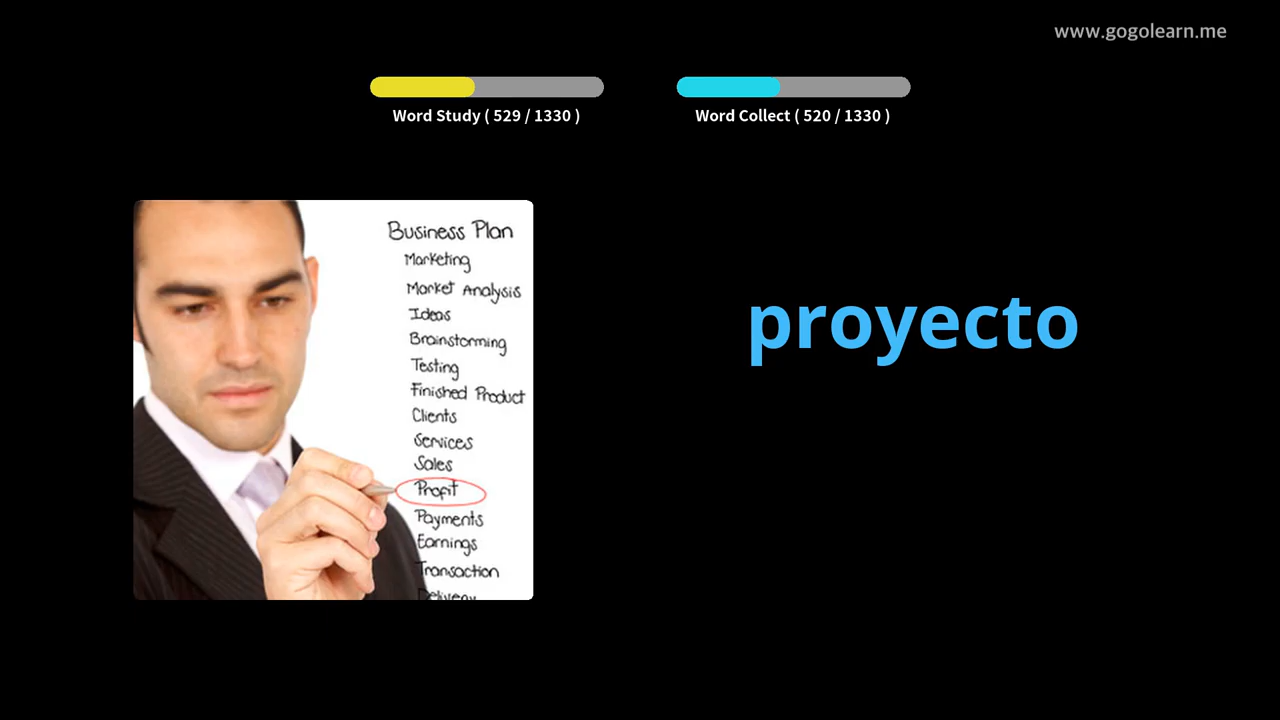 www.gogolearn.me
Word Study ( 529 / 1330 )
Word Collect ( 520 / 1330 )
Business Plan
Marketing
Market Analysis
Ideas
Brainstorming
Testing
Finished Product
Clients
Services
Sales
Profit
Payments
Earnings
Transaction
Delivery
proyecto